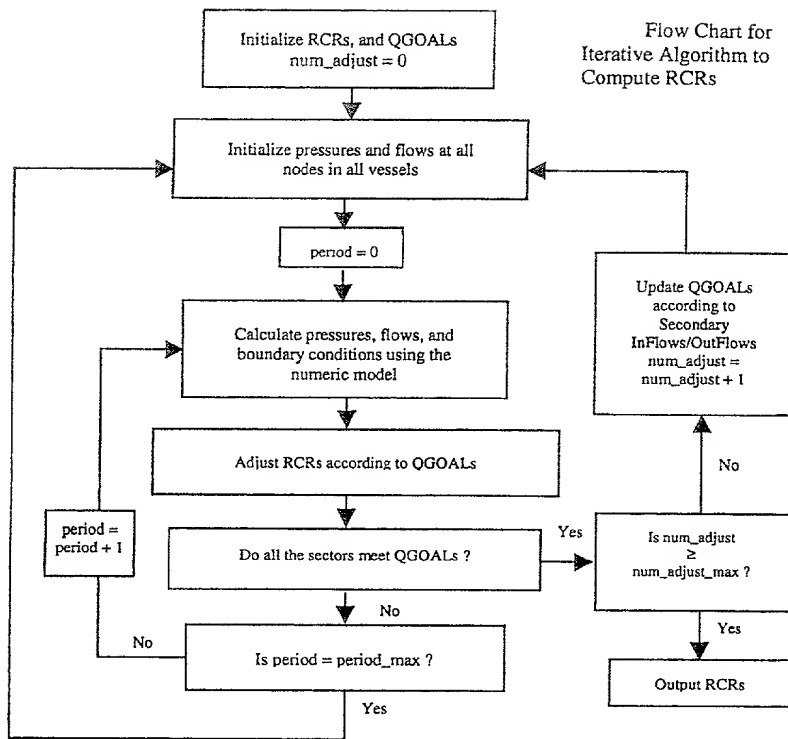 Flow Chart for
Iterative Algorithm to
Compute RCRs
Initialize RCRs, and QGOALs
num_adjust = 0
Initialize pressures and flows at all
nodes in all vessels
period = 0
Calculate pressures, flows, and
boundary conditions using the
numeric model
Adjust RCRs according to QGOALs
Do all the sectors meet QGOALs ?
Yes
No
Is period = period_max ?
No
Yes
period =
period + 1
Is num_adjust
≥
num_adjust_max ?
No
Yes
Update QGOALs
according to
Secondary
InFlows/OutFlows
num_adjust =
num_adjust + 1
Output RCRs